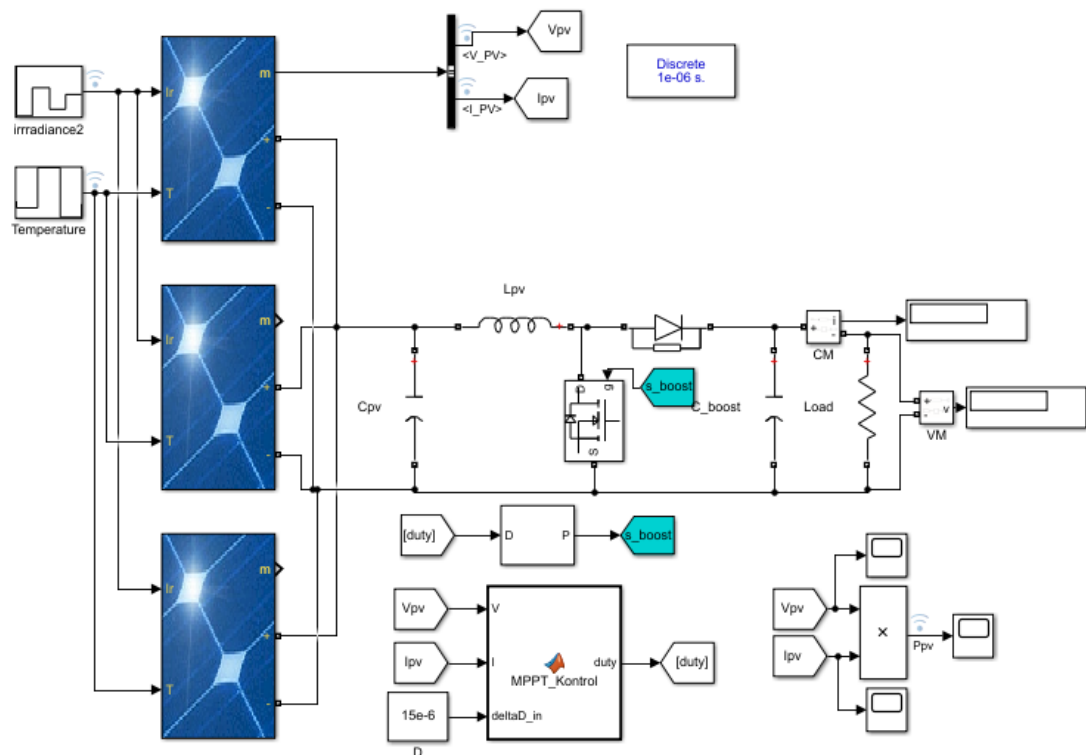 Vpv
<V_PV>
Ipv
<I_PV>
Discrete
1e-06 s.
irrradiance2
Temperature
m
Ir
+
T
-
m
Ir
+
T
-
m
Ir
+
T
-
Lpv
Cpv
D
g
S
s_boost
C_boost
+
i
-
CM
Load
+
-
v
VM
[duty]
D
P
s_boost
Vpv
V
Ipv
I
15e-6
deltaD_in
D
MPPT_Kontrol
duty
[duty]
Vpv
Ipv
×
Ppv